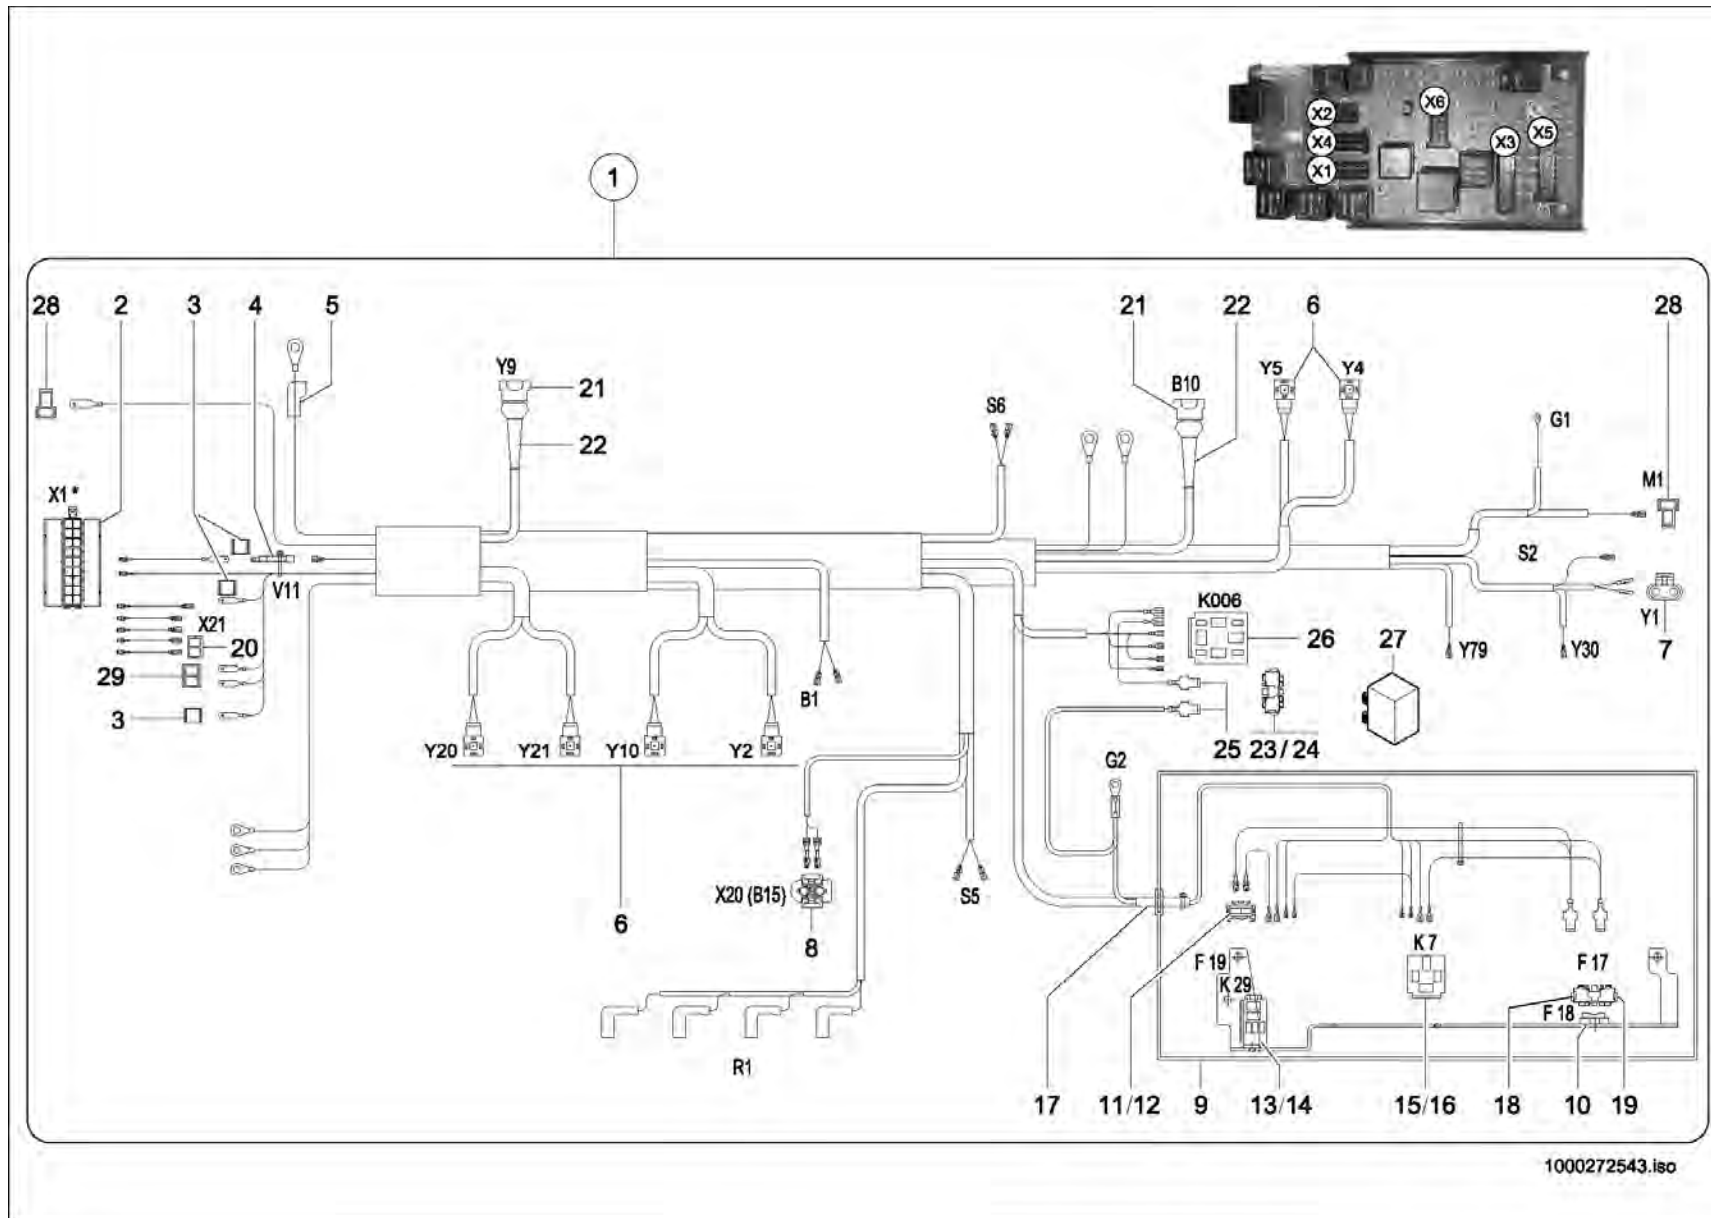 X6
X2
X5
X4
X3
X1
1
28 2 3 4 5 21 22 6 28
Y9 21
Y5 Y4
B10
S6
G1
22
X1 *
M1
V11
S2
X21
K006
Y1
20 26 27 Y79 Y30 7
29
B1
3
Y20 Y21 Y10 Y2
25 23 / 24
G2
X20 (B15)
S5
6
8
K 7
F 19
F 17
K 29
F 18
R1
17 11/12 9 13/14 15/16 18 10 19
1000272543.iso